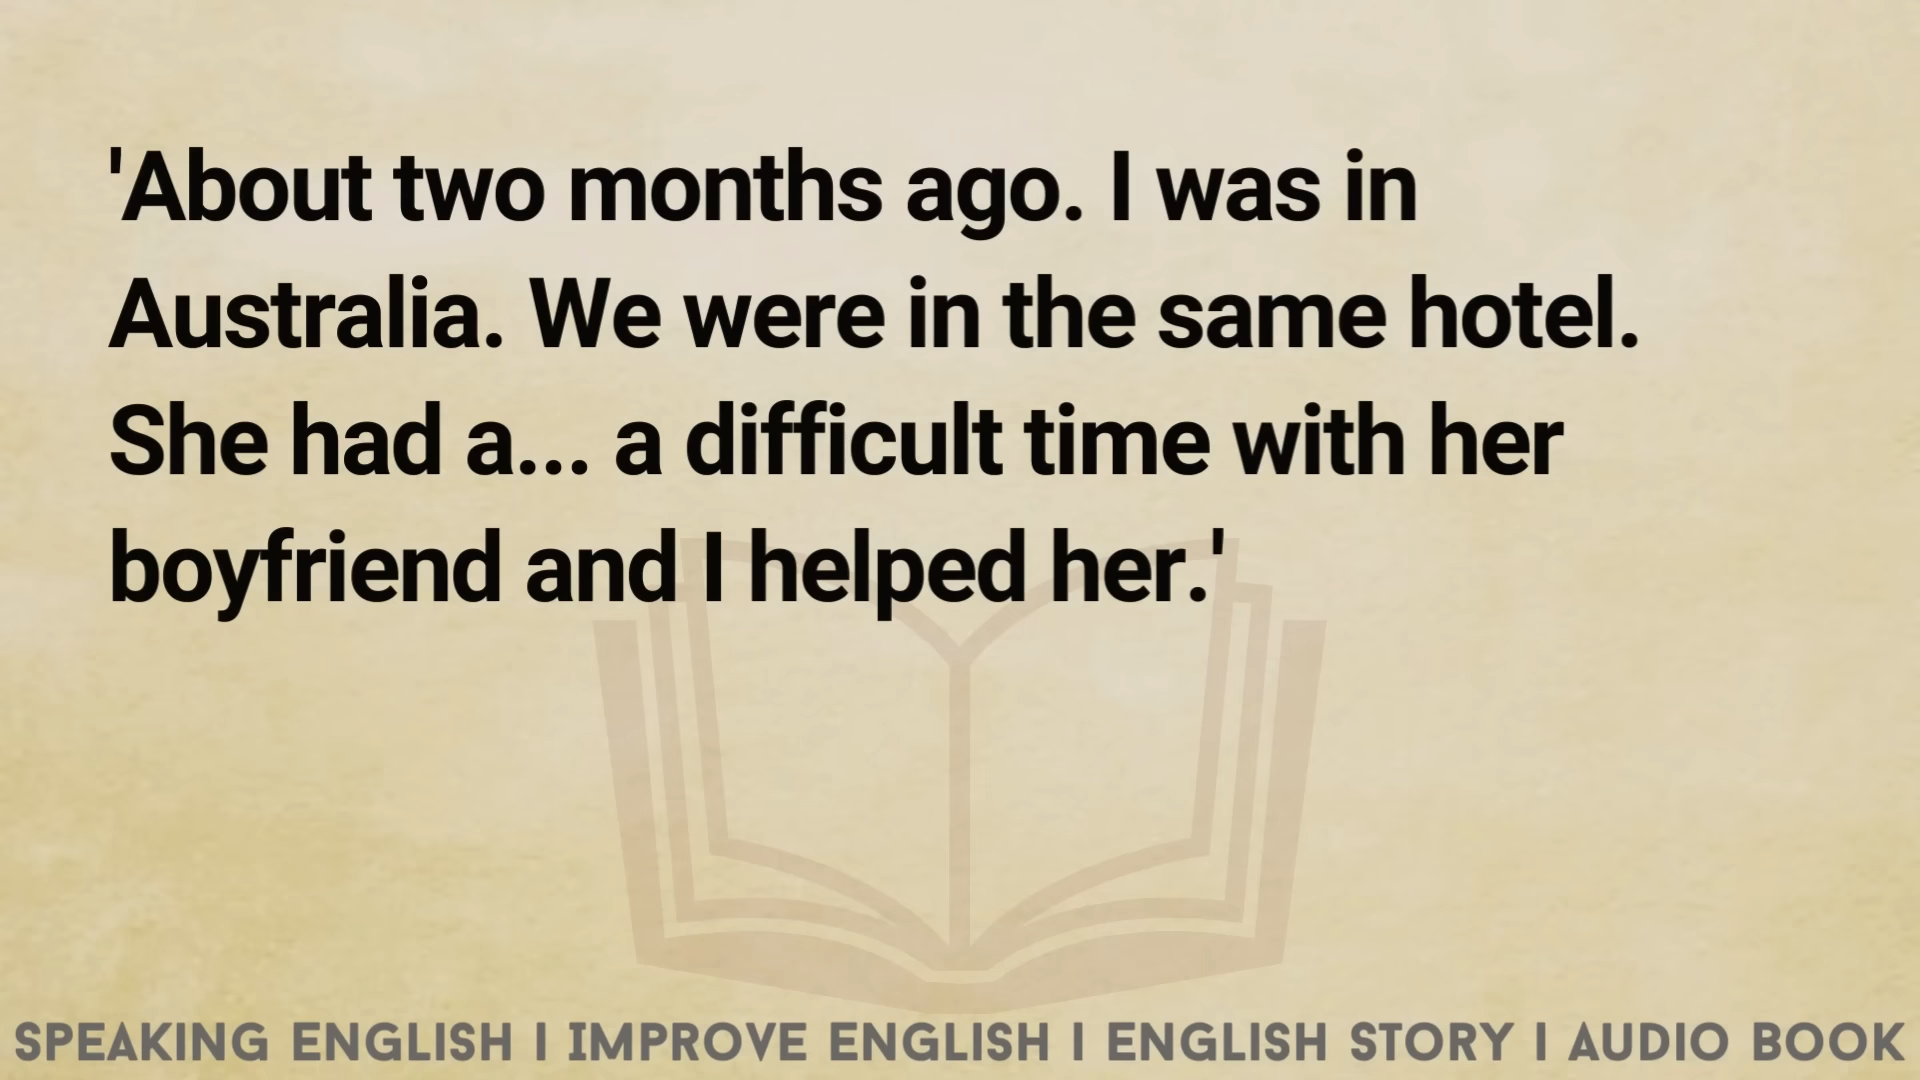 'About two months ago. I was in
Australia. We were in the same hotel.
She had a... a difficult time with her
boyfriend and I helped her.'
SPEAKING ENGLISH I IMPROVE ENGLISH I ENGLISH STORY I AUDIO BOOK